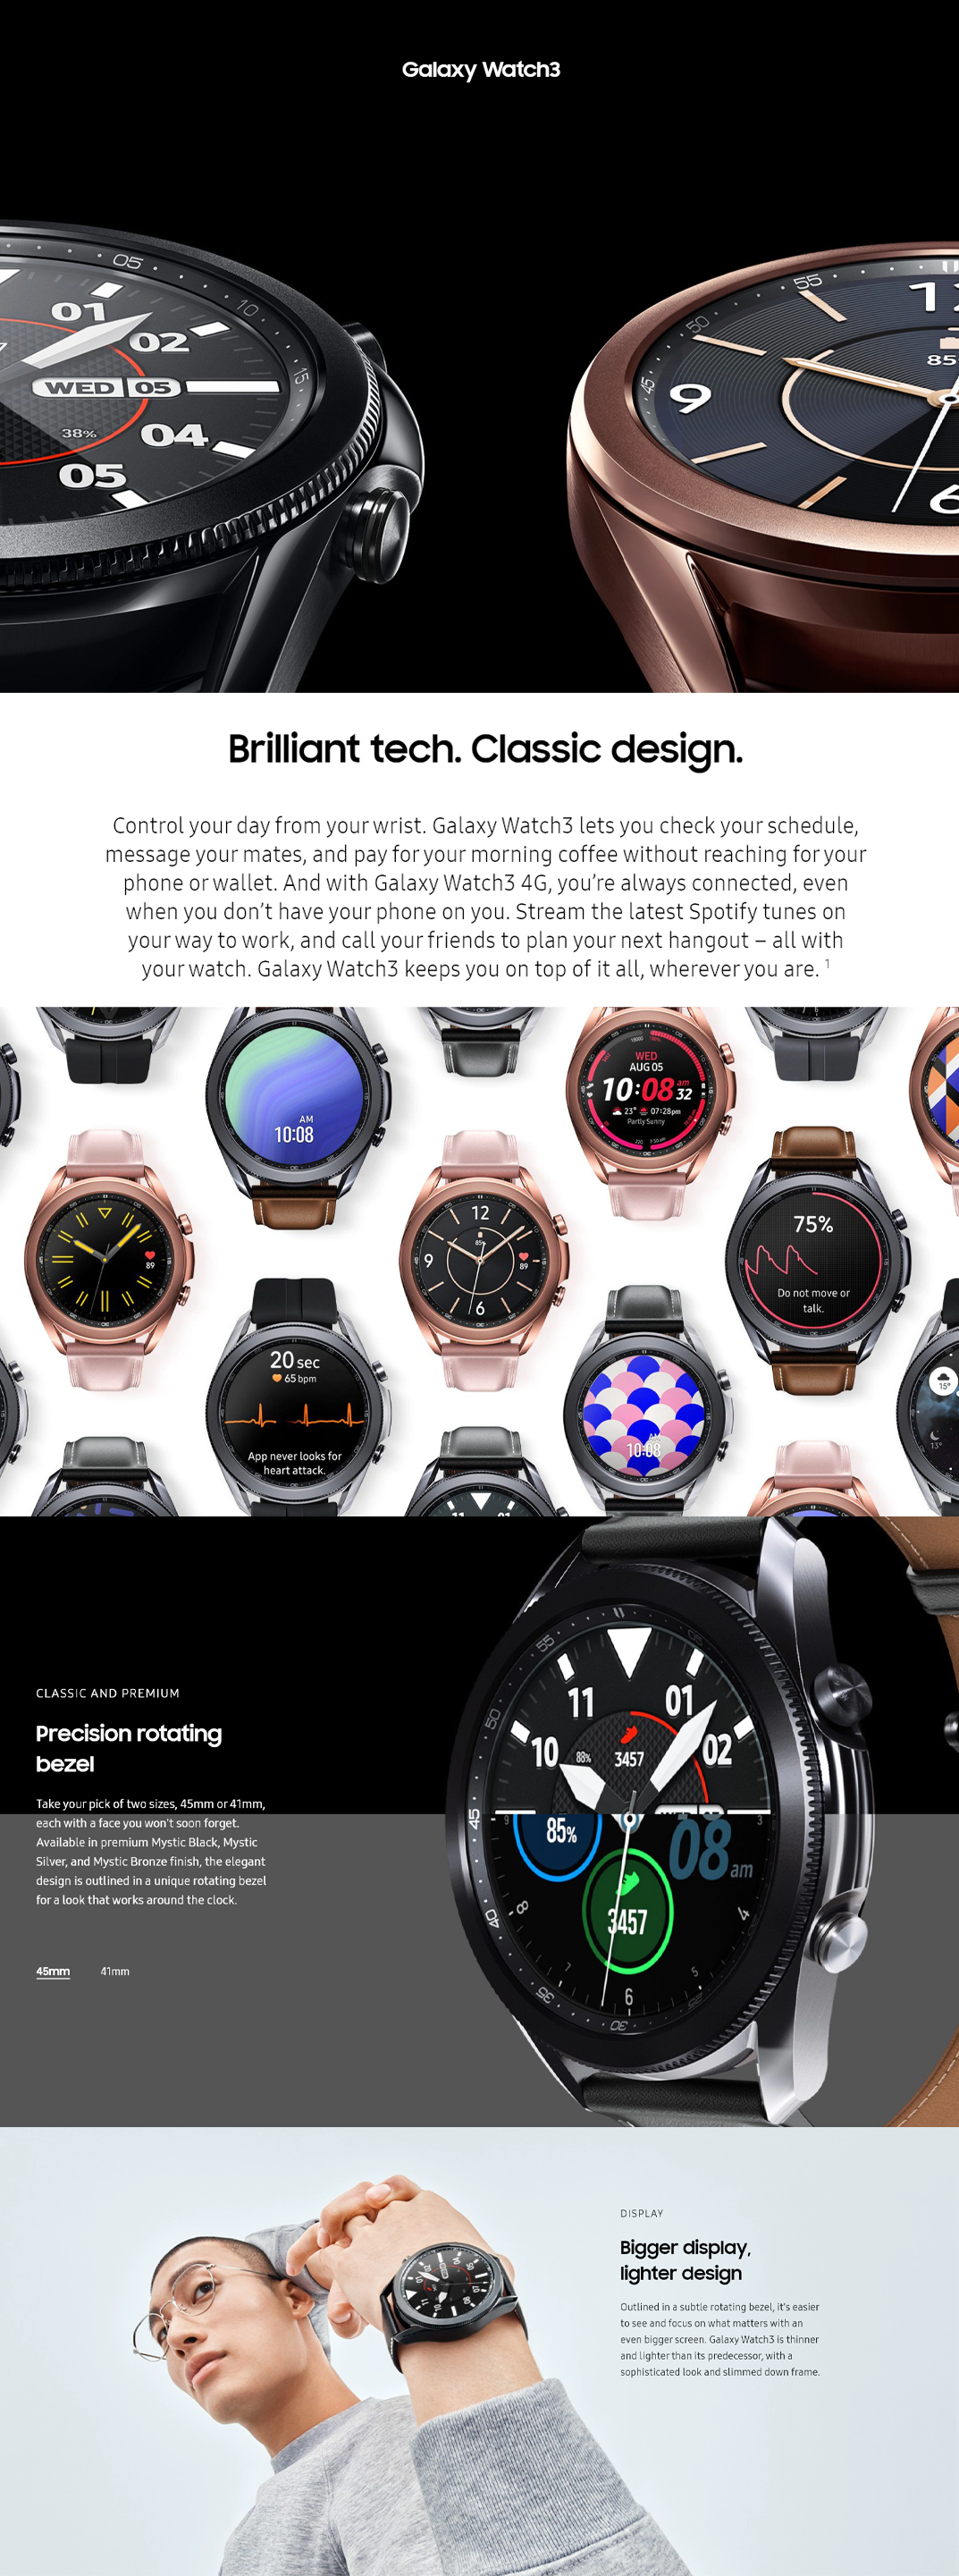 Galaxy Watch3
05
10
15
01
02
WED 05
38%
04
05
55
50
45
9
85
6
Brilliant tech. Classic design.
Control your day from your wrist. Galaxy Watch3 lets you check your schedule,
message your mates, and pay for your morning coffee without reaching for your
phone or wallet. And with Galaxy Watch3 4G, you’re always connected, even
when you don’t have your phone on you. Stream the latest Spotify tunes on
your way to work, and call your friends to plan your next hangout – all with
your watch. Galaxy Watch3 keeps you on top of it all, wherever you are. 1
AM
10:08
WED
AUG 05
10:08 am 32
23° 07:28pm
Partly Sunny
89
12
85%
9
89
6
75%
Do not move or
talk.
20 sec
65 bpm
App never looks for
heart attack.
AM
10:08
15°
13°
11 01
CLASSIC AND PREMIUM
Precision rotating
bezel
Take your pick of two sizes, 45mm or 41mm,
each with a face you won't soon forget.
Available in premium Mystic Black, Mystic
Silver, and Mystic Bronze finish, the elegant
design is outlined in a unique rotating bezel
for a look that works around the clock.
45mm 41mm
55
50
45
40
35
30
11
01
10
88%
3457
02
9
85%
08 am
3
3457
8
4
7
5
6
DISPLAY
Bigger display,
lighter design
Outlined in a subtle rotating bezel, it's easier
to see and focus on what matters with an
even bigger screen. Galaxy Watch3 is thinner
and lighter than its predecessor, with a
sophisticated look and slimmed down frame.